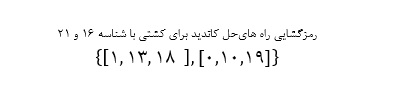 رمزگشایی راه های‌حل کاندید برای کشتی با شناسه ۱۶ و ۲۱
{[۱, ۱۳, ۱۸ ],[۰,۱۰,۱۹]}